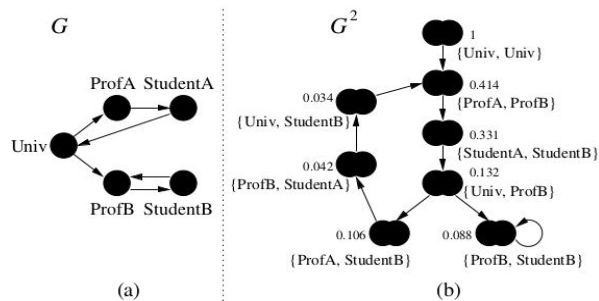 G
ProfA StudentA
Univ
ProfB StudentB
(a)
G²
1
{Univ, Univ}
0.414
{ProfA, ProfB}
0.034
{Univ, StudentB}
0.331
{StudentA, StudentB}
0.042
{ProfB, StudentA}
0.132
{Univ, ProfB}
0.106
{ProfA, StudentB}
0.088
{ProfB, StudentB}
(b)